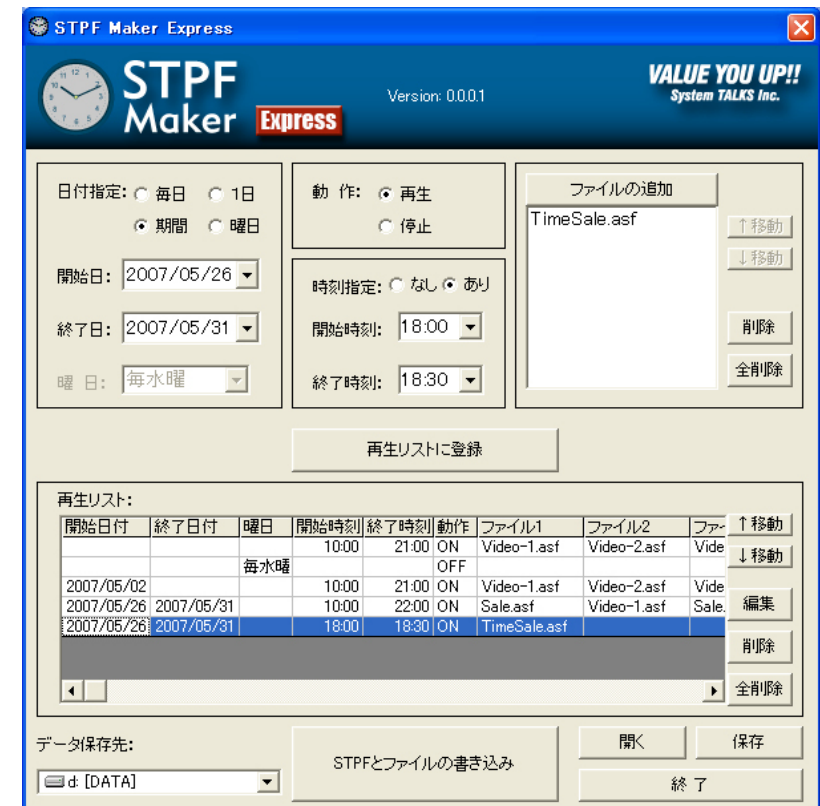 STPF Maker Express
STPF
Maker Express
Version: 0.0.0.1
VALUE YOU UP!!
System TALKS Inc.
日付指定: 毎日 1日
期間 曜日
開始日: 2007/05/26
終了日: 2007/05/31
曜 日: 毎水曜
動 作: 再生
停止
時刻指定: なし あり
開始時刻: 18:00
終了時刻: 18:30
ファイルの追加
TimeSale.asf
↑移動
↓移動
削除
全削除
再生リストに登録
再生リスト:
開始日付 終了日付 曜日 開始時刻 終了時刻 動作 ファイル1 ファイル2 ファ
10:00 21:00 ON Video-1.asf Video-2.asf Vide
毎水曜 OFF
2007/05/02 10:00 21:00 ON Video-1.asf Video-2.asf Vide
2007/05/26 2007/05/31 10:00 22:00 ON Sale.asf Video-1.asf Sale.
2007/05/26 2007/05/31 18:00 18:30 ON TimeSale.asf
↑移動
↓移動
編集
削除
全削除
データ保存先:
d: [DATA]
STPFとファイルの書き込み
開く
保存
終 了